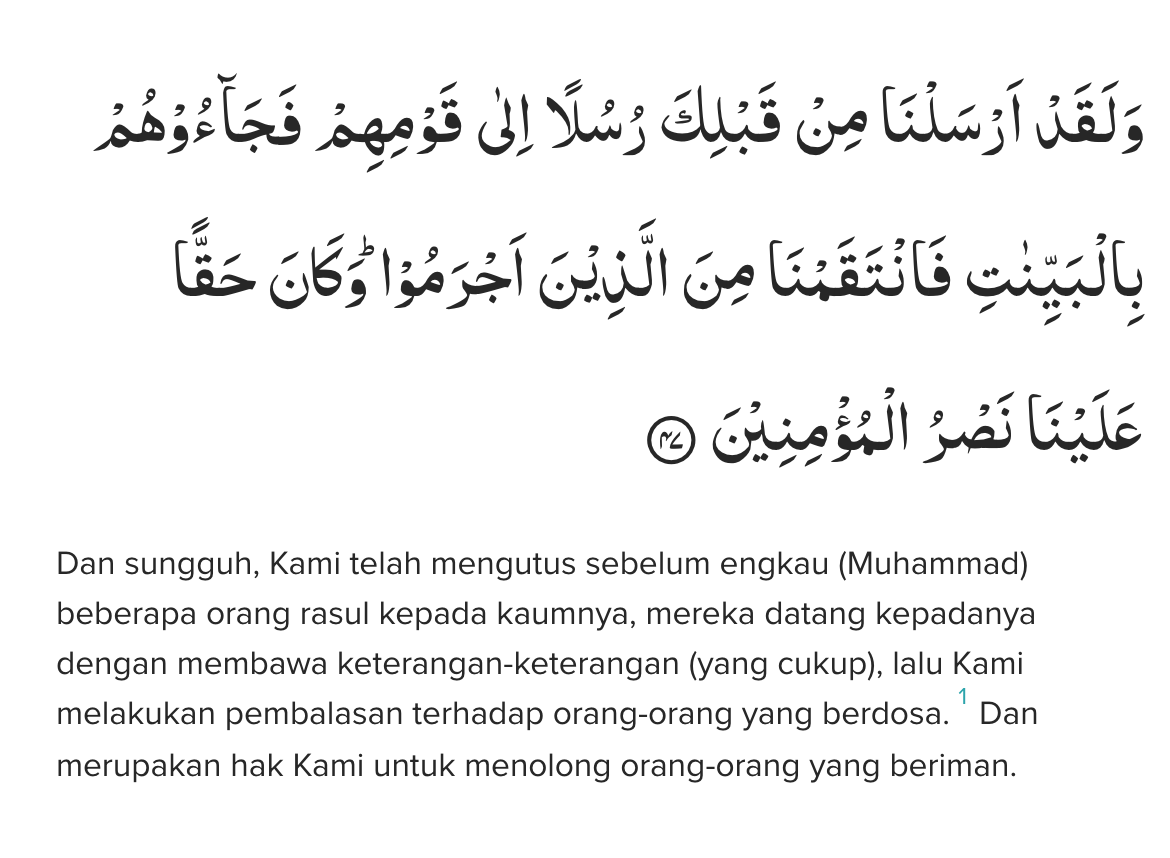 وَلَقَدْ اَرْسَلْنَا مِنْ قَبْلِكَ رُسُلًا اِلٰى قَوْمِهِمْ فَجَاۤءُوْهُمْ
بِالْبَيِّنٰتِ فَانْتَقَمْنَا مِنَ الَّذِيْنَ اَجْرَمُوْاۗ وَكَانَ حَقًّا
عَلَيْنَا نَصْرُ الْمُؤْمِنِيْنَ ٤٧
Dan sungguh, Kami telah mengutus sebelum engkau (Muhammad)
beberapa orang rasul kepada kaumnya, mereka datang kepadanya
dengan membawa keterangan-keterangan (yang cukup), lalu Kami
melakukan pembalasan terhadap orang-orang yang berdosa. 1 Dan
merupakan hak Kami untuk menolong orang-orang yang beriman.